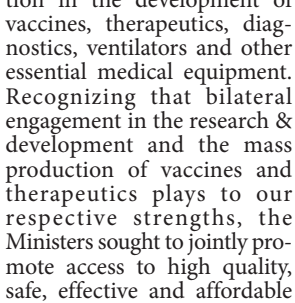 tion in the development of
vaccines, therapeutics, diag-
nostics, ventilators and other
essential medical equipment.
Recognizing that bilateral
engagement in the research &
development and the mass
production of vaccines and
therapeutics plays to our
respective strengths, the
Ministers sought to jointly pro-
mote access to high quality,
safe, effective and affordable